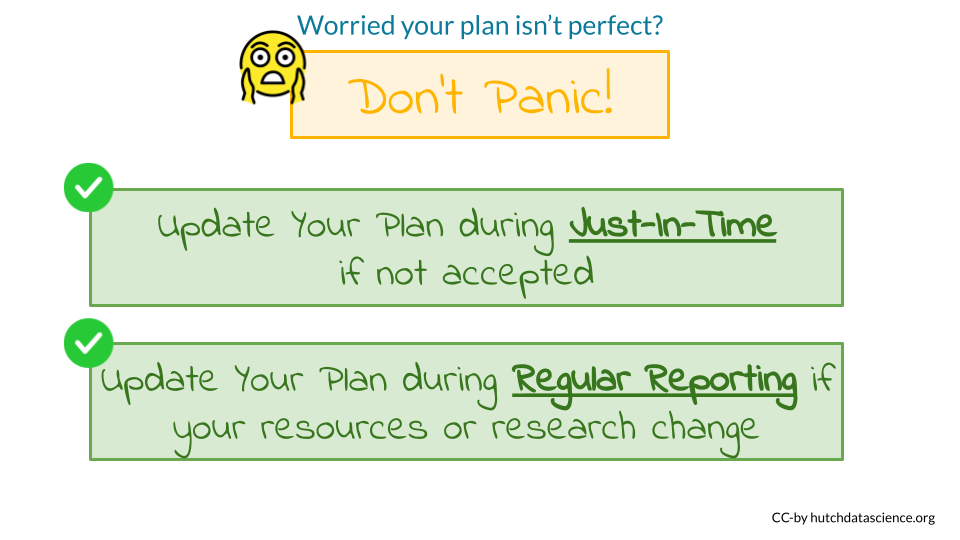 Worried your plan isn’t perfect?
Don't Panic!
Update Your Plan during Just-In-Time
if not accepted
Update Your Plan during Regular Reporting if
your resources or research change
CC-by hutchdatascience.org